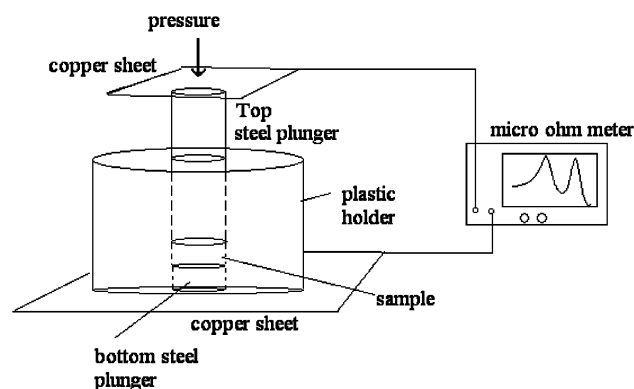 pressure
copper sheet
Top
steel plunger
micro ohm meter
plastic
holder
sample
copper sheet
bottom steel
plunger